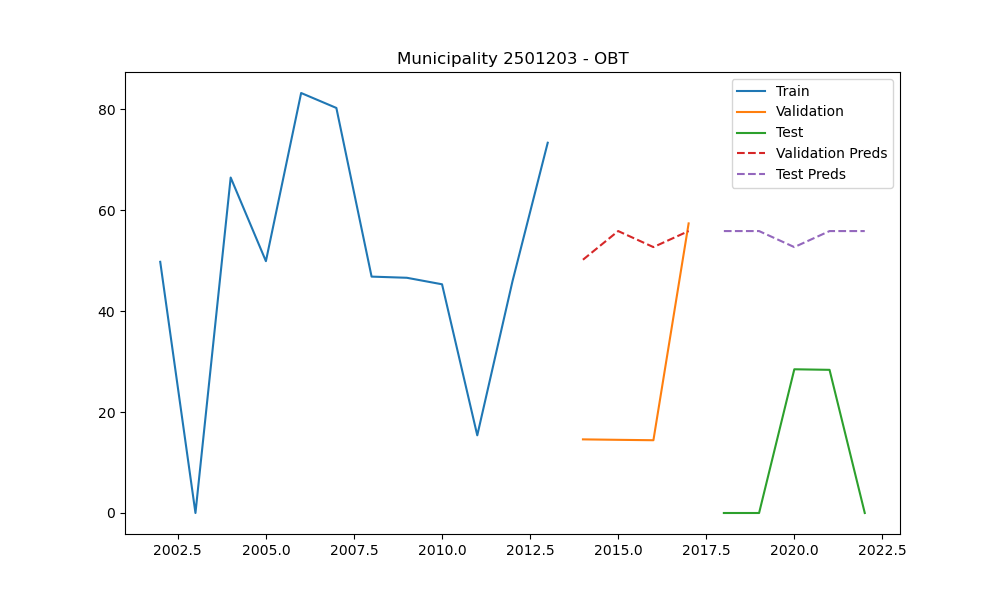 Municipality 2501203 - OBT
Train
Validation
Test
Validation Preds
Test Preds
80
60
40
20
0
2002.5 2005.0 2007.5 2010.0 2012.5 2015.0 2017.5 2020.0 2022.5